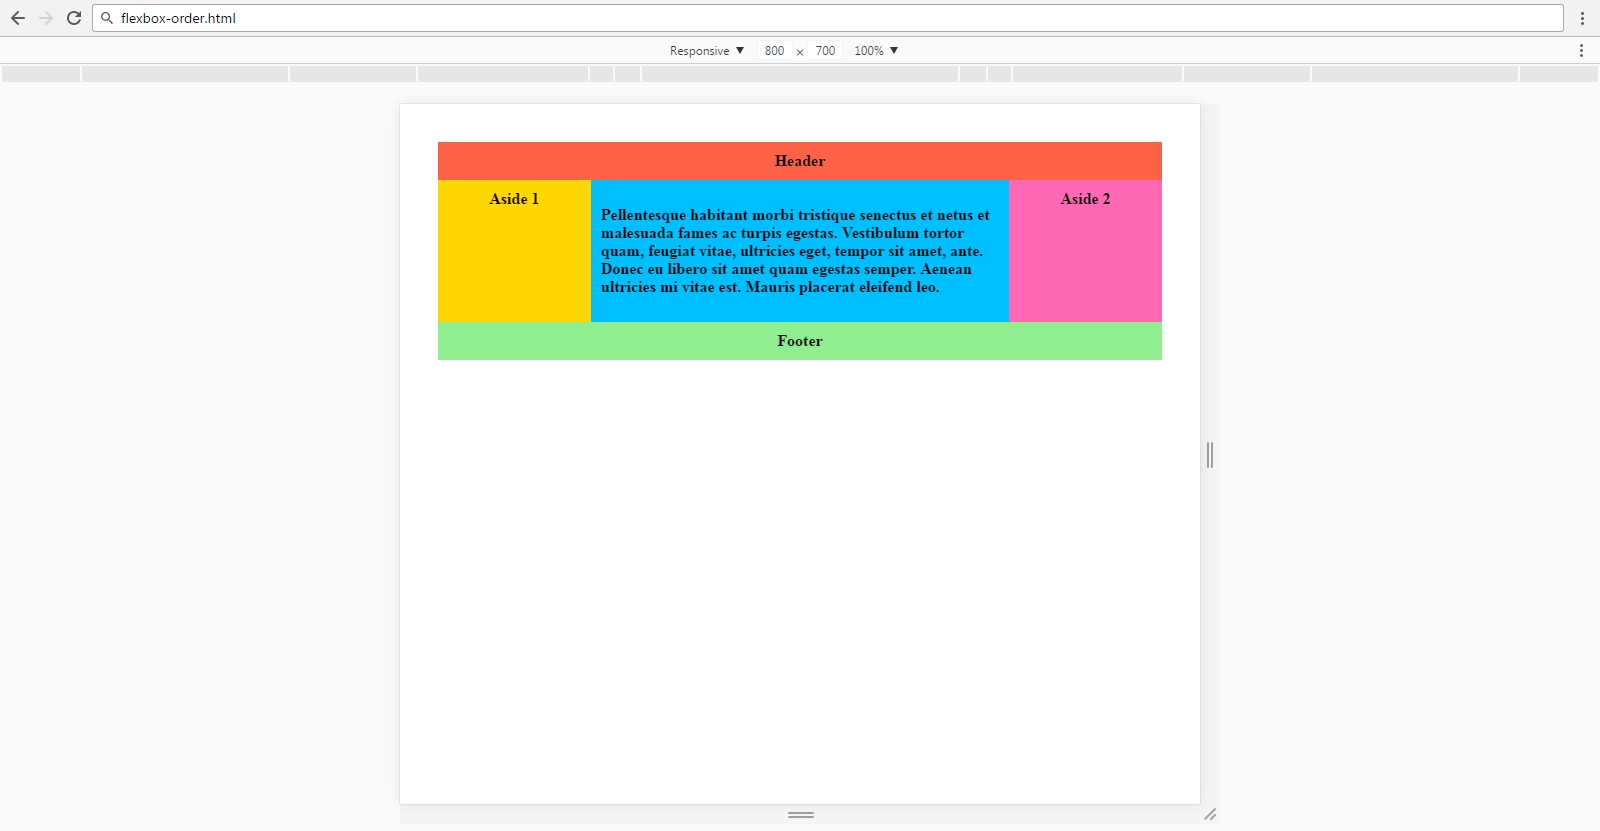 flexbox-order.html
Responsive ▼ 800 × 700 100% ▼
Header
Aside 1
Pellentesque habitant morbi tristique senectus et netus et
malesuada fames ac turpis egestas. Vestibulum tortor
quam, feugiat vitae, ultricies eget, tempor sit amet, ante.
Donec eu libero sit amet quam egestas semper. Aenean
ultricies mi vitae est. Mauris placerat eleifend leo.
Aside 2
Footer